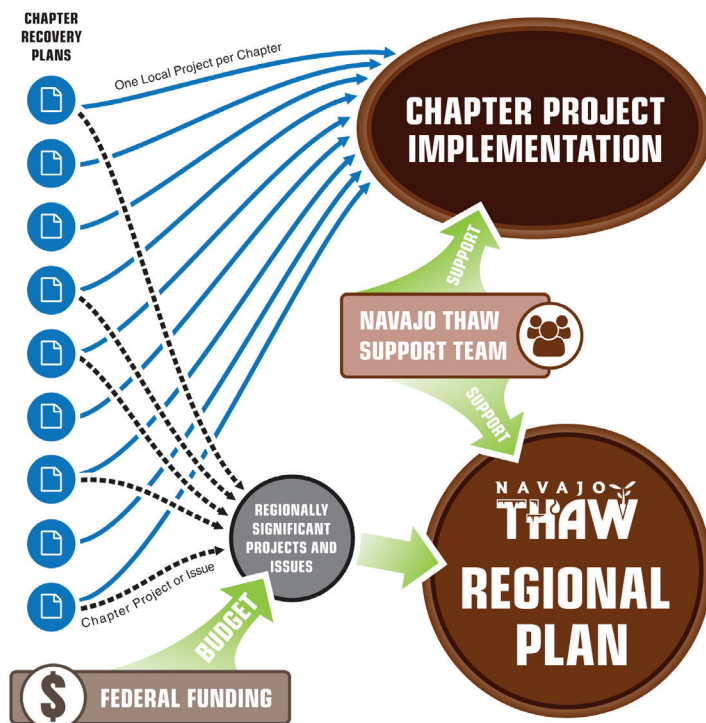 CHAPTER
RECOVERY
PLANS
One Local Project per Chapter
CHAPTER PROJECT
IMPLEMENTATION
SUPPORT
NAVAJO THAW
SUPPORT TEAM
SUPPORT
NAVAJO
THAW
REGIONAL
PLAN
REGIONALLY
SIGNIFICANT
PROJECTS AND
ISSUES
Chapter Project or Issue
BUDGET
$ FEDERAL FUNDING